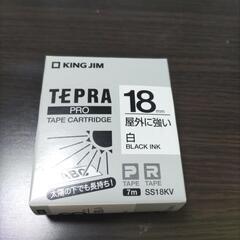 KING JIM
TEPRA
PRO
TAPE CARTRIDGE
18mm
屋外に強い
白
BLACK INK
ABC
太陽の下でも長持ち!
P TAPE
R TAPE
7m
SS18KV